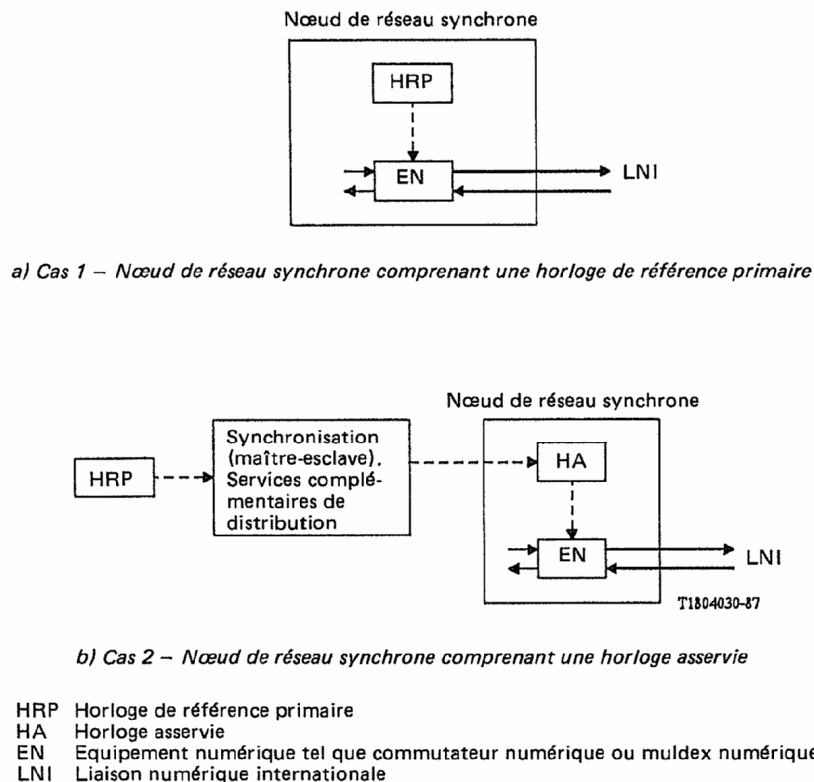 Nœud de réseau synchrone
HRP
EN
LNI
a) Cas 1 – Nœud de réseau synchrone comprenant une horloge de référence primaire
Nœud de réseau synchrone
HRP
Synchronisation
(maître-esclave).
Services complé-
mentaires de
distribution
HA
EN
LNI
T1804030-87
b) Cas 2 – Nœud de réseau synchrone comprenant une horloge asservie
HRP Horloge de référence primaire
HA Horloge asservie
EN Equipement numérique tel que commutateur numérique ou muldex numérique
LNI Liaison numérique internationale